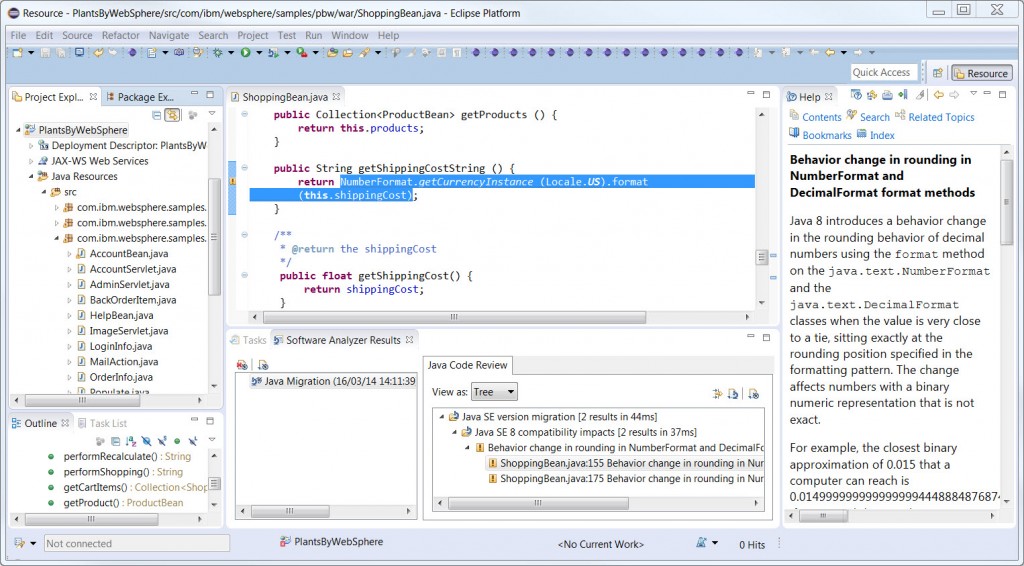 Resource - PlantsByWebSphere/src/com/ibm/websphere/samples/pbw/war/ShoppingBean.java - Eclipse Platform
File Edit Source Refactor Navigate Search Project Test Run Window Help
Quick Access
Resource
Project Expl...
Package Ex...
PlantsByWebSphere
Deployment Descriptor: PlantsByW
JAX-WS Web Services
Java Resources
src
com.ibm.websphere.samples.
com.ibm.websphere.samples.
com.ibm.websphere.samples.
AccountBean.java
AccountServlet.java
AdminServlet.java
BackOrderItem.java
HelpBean.java
ImageServlet.java
LoginInfo.java
MailAction.java
OrderInfo.java
Populate.java
Outline
Task List
performRecalculate() : String
performShopping() : String
getCartItems() : Collection<Shop
getProduct() : ProductBean
ShoppingBean.java
public Collection<ProductBean> getProducts () {
return this.products;
}
public String getShippingCostString () {
return NumberFormat.getCurrencyInstance (Locale.US).format
(this.shippingCost);
}
/**
* @return the shippingCost
*/
public float getShippingCost() {
return shippingCost;
}
Tasks
Software Analyzer Results
Java Migration (16/03/14 14:11:39
Java Code Review
View as: Tree
Java SE version migration [2 results in 44ms]
Java SE 8 compatibility impacts [2 results in 37ms]
Behavior change in rounding in NumberFormat and DecimalFo
ShoppingBean.java:155 Behavior change in rounding in Nur
ShoppingBean.java:175 Behavior change in rounding in Nur
Help
Contents
Search
Related Topics
Bookmarks
Index
Behavior change in rounding in
NumberFormat and
DecimalFormat format methods
Java 8 introduces a behavior change
in the rounding behavior of decimal
numbers using the format method
on the java.text.NumberFormat
and the
java.text.DecimalFormat
classes when the value is very close
to a tie, sitting exactly at the
rounding position specified in the
formatting pattern. The change
affects numbers with a binary
numeric representation that is not
exact.
For example, the closest binary
approximation of 0.015 that a
computer can reach is
0.01499999999999999944488848768
Not connected
PlantsByWebSphere
<No Current Work>
0 Hits